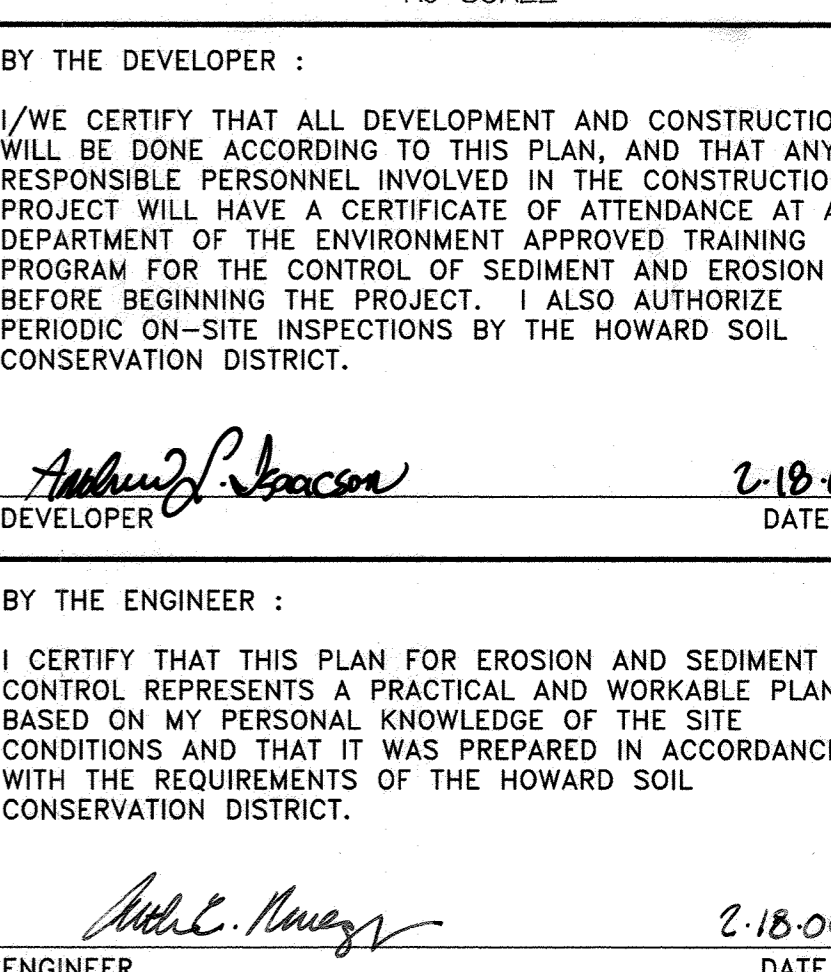 BY THE DEVELOPER :
I/WE CERTIFY THAT ALL DEVELOPMENT AND CONSTRUCTIO
WILL BE DONE ACCORDING TO THIS PLAN, AND THAT ANY
RESPONSIBLE PERSONNEL INVOLVED IN THE CONSTRUCTIO
PROJECT WILL HAVE A CERTIFICATE OF ATTENDANCE AT A
DEPARTMENT OF THE ENVIRONMENT APPROVED TRAINING
PROGRAM FOR THE CONTROL OF SEDIMENT AND EROSION
BEFORE BEGINNING THE PROJECT. I ALSO AUTHORIZE
PERIODIC ON-SITE INSPECTIONS BY THE HOWARD SOIL
CONSERVATION DISTRICT.
Andrew L. Isaacson 2.18.
DEVELOPER DATE
BY THE ENGINEER :
I CERTIFY THAT THIS PLAN FOR EROSION AND SEDIMENT
CONTROL REPRESENTS A PRACTICAL AND WORKABLE PLAN
BASED ON MY PERSONAL KNOWLEDGE OF THE SITE
CONDITIONS AND THAT IT WAS PREPARED IN ACCORDANCE
WITH THE REQUIREMENTS OF THE HOWARD SOIL
CONSERVATION DISTRICT.
2.18.0
ENGINEER DATE